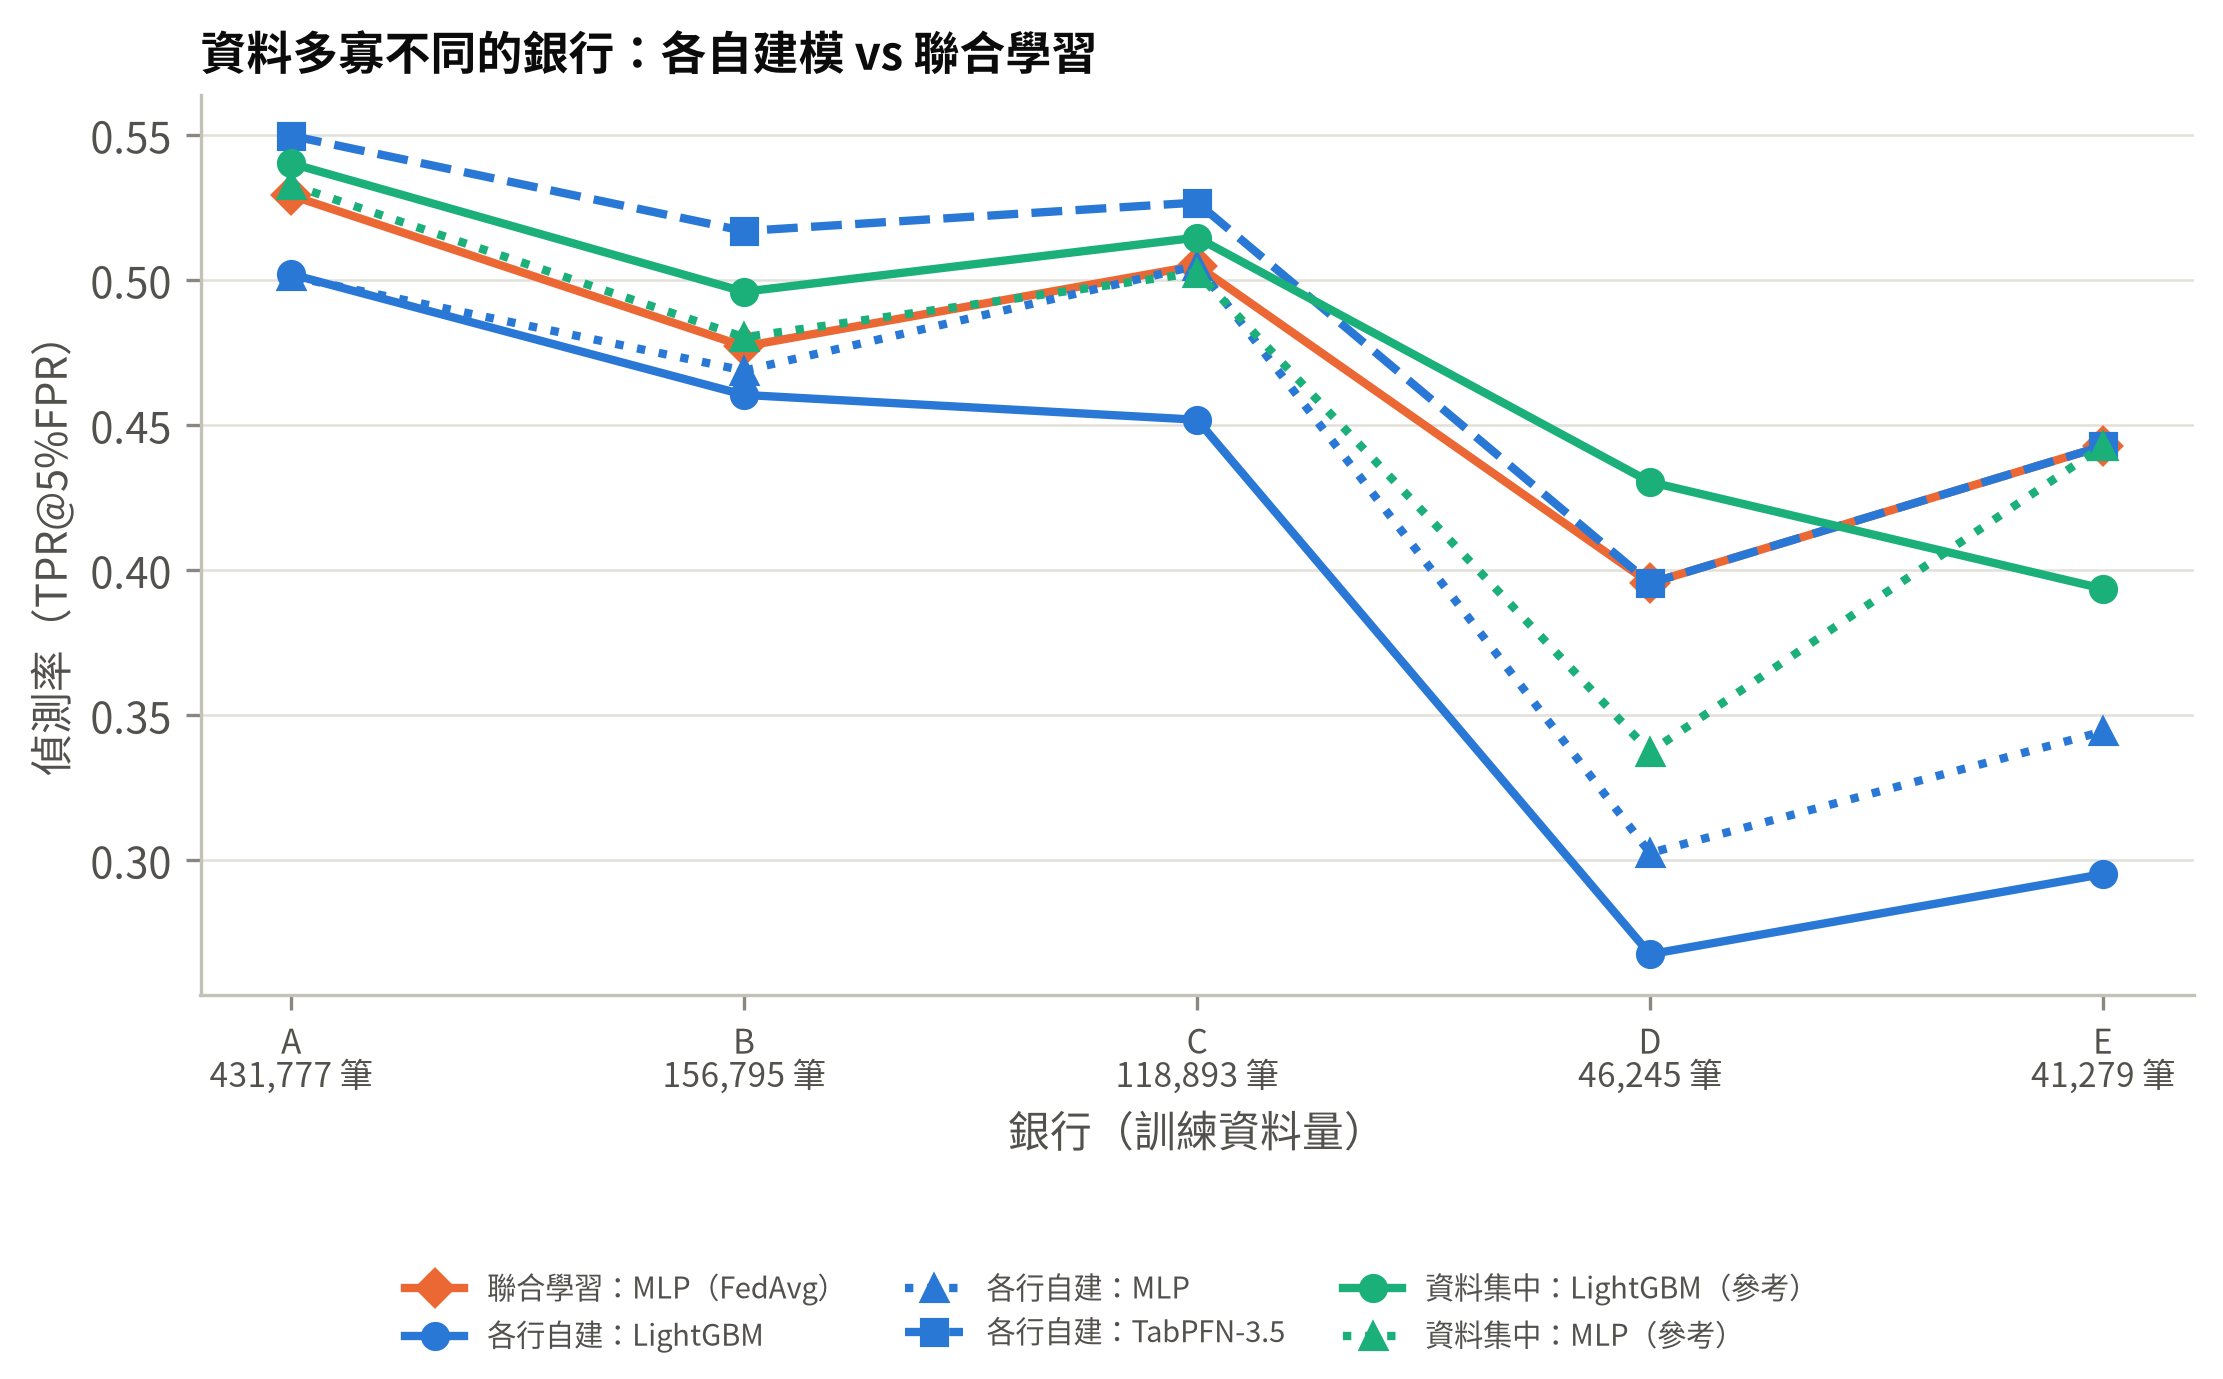 資料多寡不同的銀行：各自建模 vs 聯合學習
偵測率（TPR@5%FPR）
0.55
0.50
0.45
0.40
0.35
0.30
A
431,777 筆
B
156,795 筆
C
118,893 筆
D
46,245 筆
E
41,279 筆
銀行（訓練資料量）
聯合學習：MLP（FedAvg）
各行自建：LightGBM
各行自建：MLP
各行自建：TabPFN-3.5
資料集中：LightGBM（參考）
資料集中：MLP（參考）